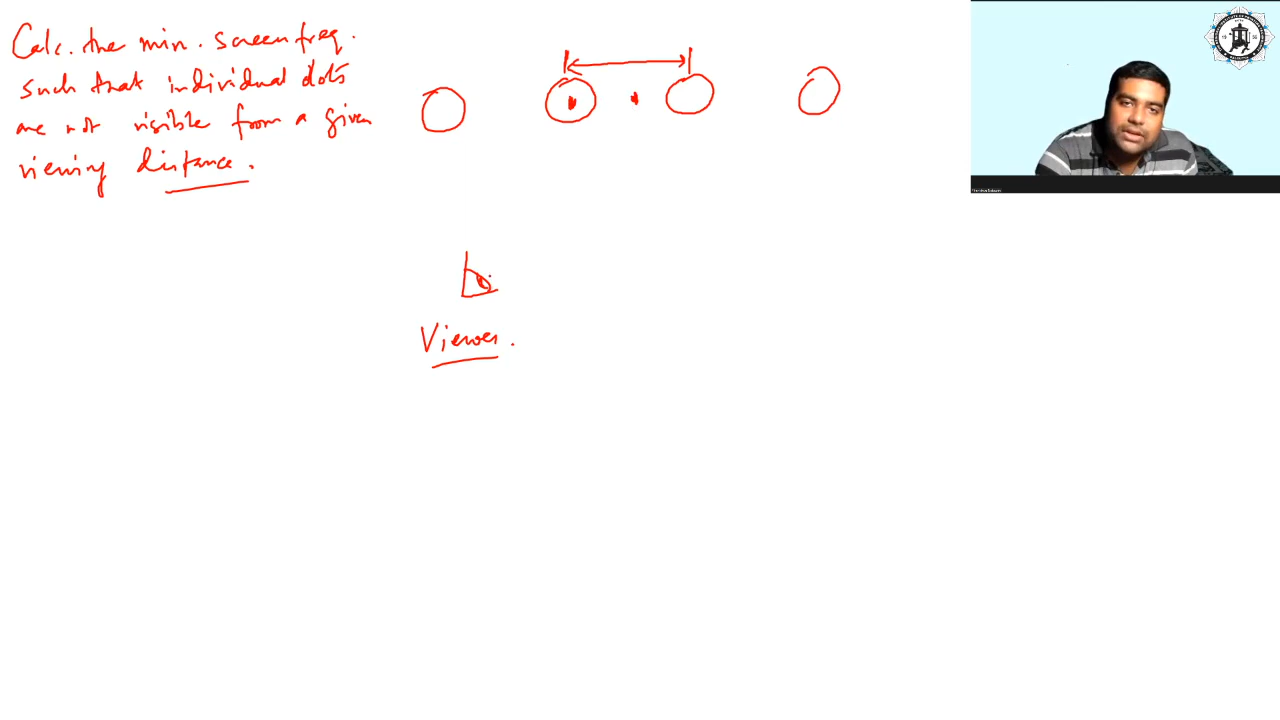 Calc. the min. screen freq.
such that individual dots
are not visible from a given
viewing distance.
Viewer.